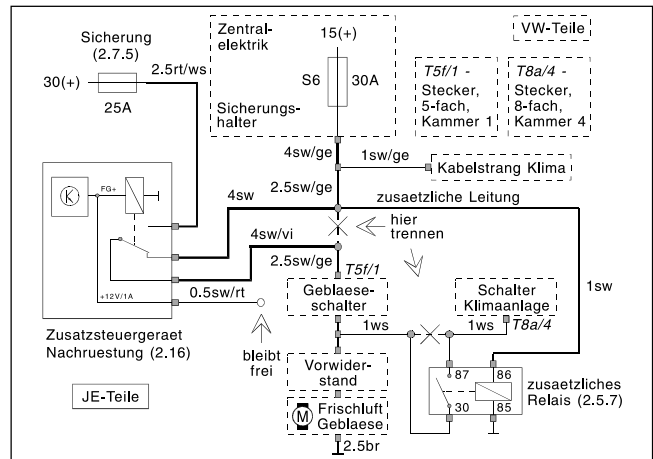 Sicherung
(2.7.5)
30(+)
25A
2.5rt/ws
Zentral-
elektrik
15(+)
S6
30A
Sicherungs-
halter
VW-Teile
T5f/1 -
Stecker,
5-fach,
Kammer 1
T8a/4 -
Stecker,
8-fach,
Kammer 4
4sw/ge
1sw/ge
Kabelstrang Klima
2.5sw/ge
zusaetzliche Leitung
K
FG+
4sw
hier
trennen
4sw/vi
2.5sw/ge
T5f/1
1sw
+12V/1A
0.5sw/rt
Geblaese-
schalter
Schalter
Klimaanlage
Zusatzsteuergeraet
Nachruestung (2.16)
bleibt
frei
1ws
1ws
T8a/4
JE-Teile
Vorwider-
stand
87
86
30
85
zusaetzliches
Relais (2.5.7)
M
Frischluft
Geblaese
2.5br